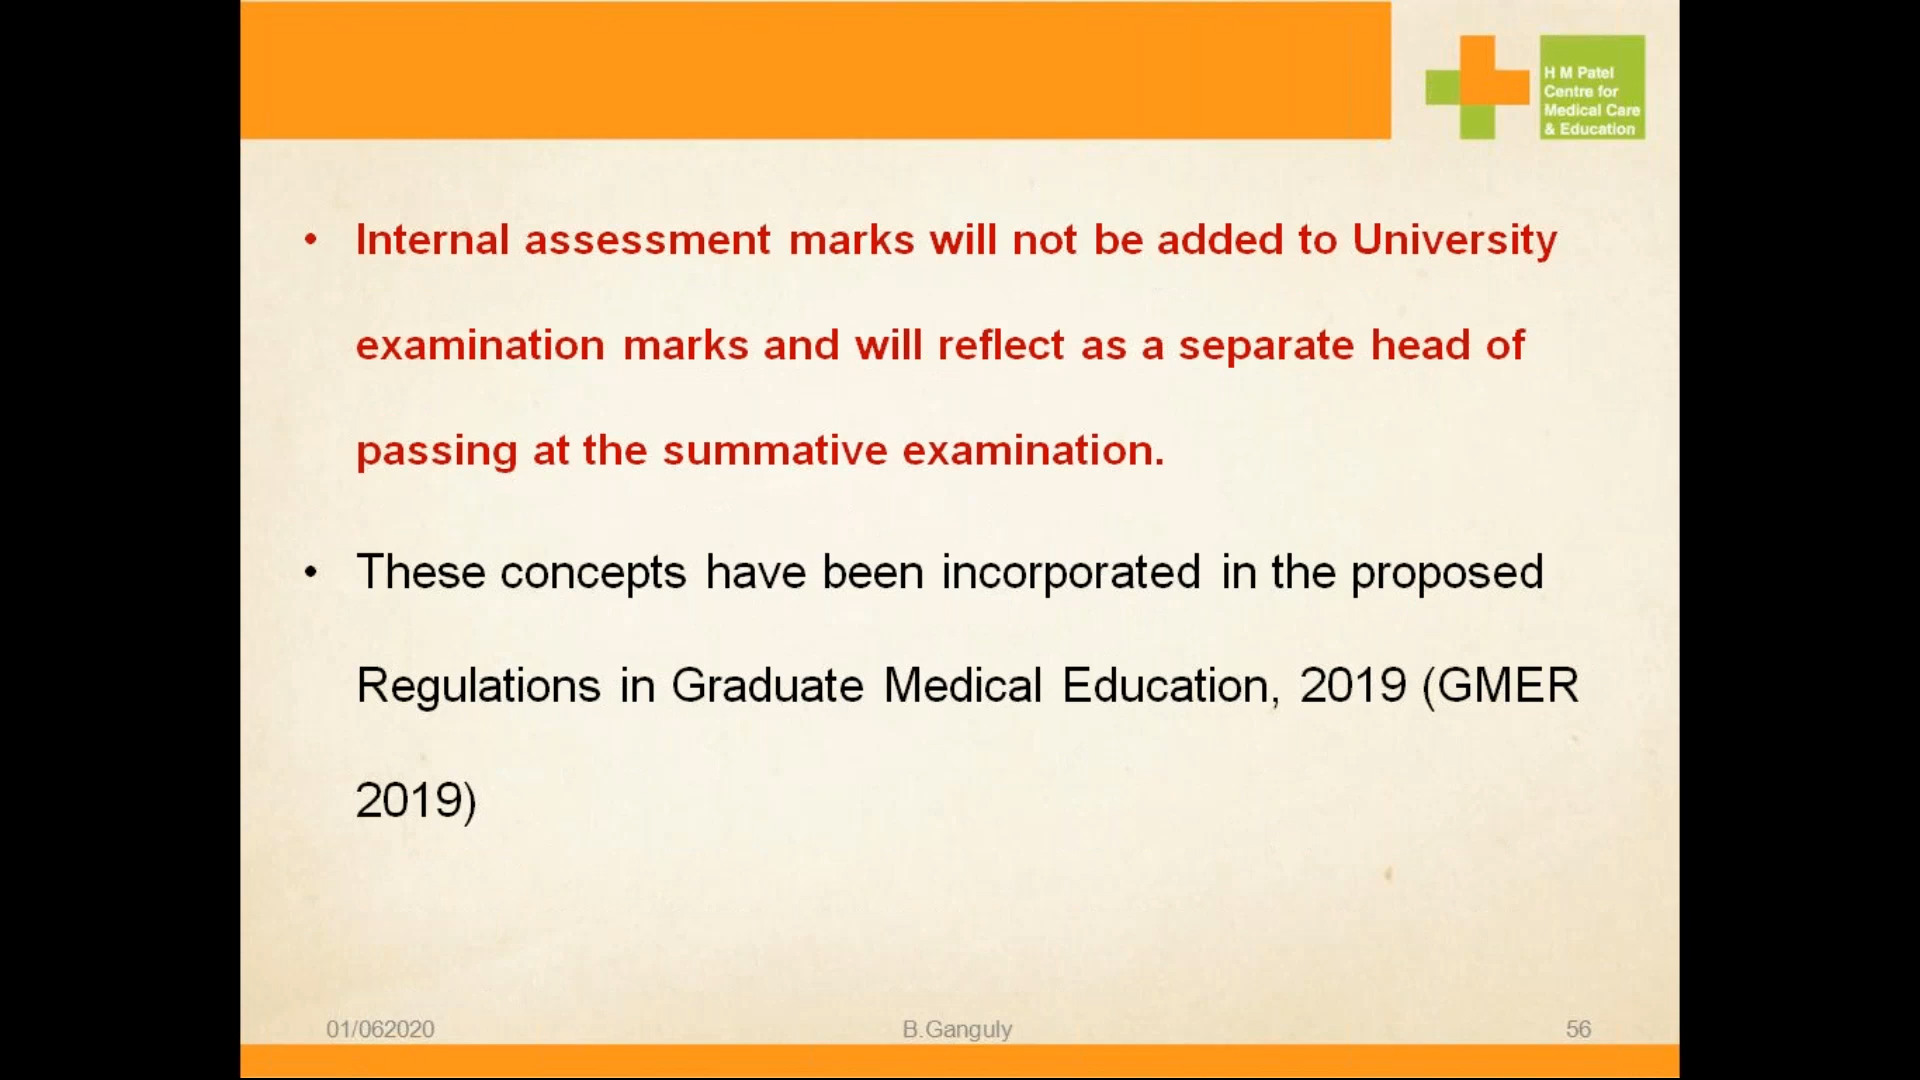 H M Patel
Centre for
Medical Care
& Education
• Internal assessment marks will not be added to University
examination marks and will reflect as a separate head of
passing at the summative examination.
• These concepts have been incorporated in the proposed
Regulations in Graduate Medical Education, 2019 (GMER
2019)
01/062020
B.Ganguly
56